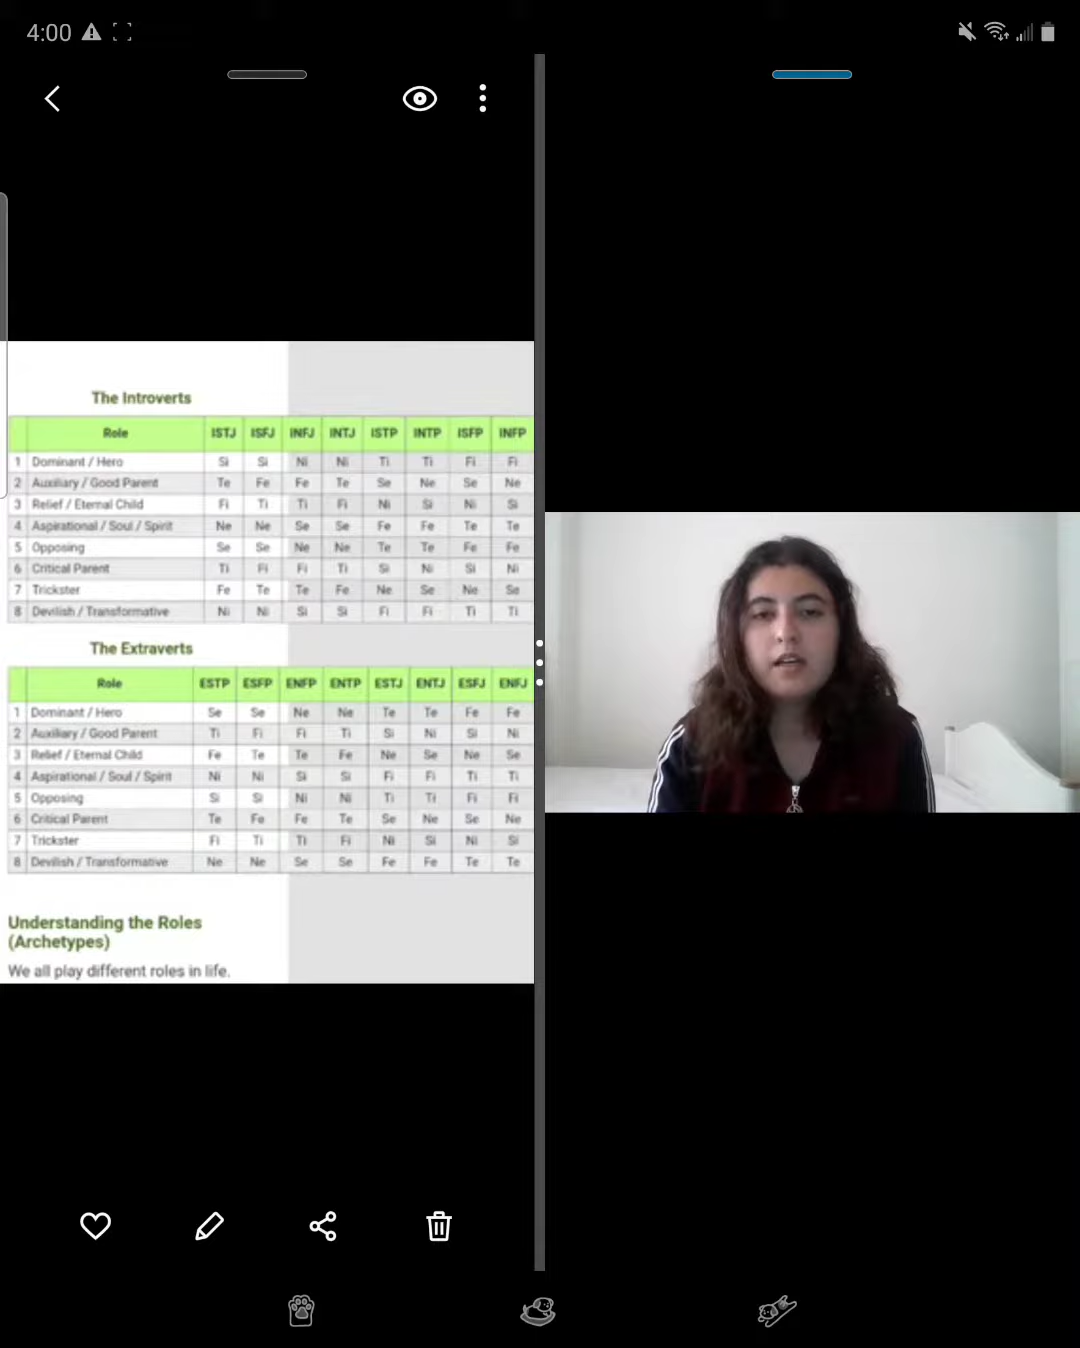 4:00
The Introverts
Role ISTJ ISFJ INFJ INTJ ISTP INTP ISFP INFP
1 Dominant / Hero Si Si Ni Ni Ti Ti Fi Fi
2 Auxiliary / Good Parent Te Fe Fe Te Se Ne Se Ne
3 Relief / Eternal Child Fi Ti Ti Fi Ni Si Ni Si
4 Aspirational / Soul / Spirit Ne Ne Se Se Fe Fe Te Te
5 Opposing Se Se Ne Ne Te Te Fe Fe
6 Critical Parent Ti Fi Fi Ti Si Ni Si Ni
7 Trickster Fe Te Te Fe Ne Se Ne Se
8 Devilish / Transformative Ni Ni Si Si Fi Fi Ti Ti
The Extraverts
Role ESTP ESFP ENFP ENTP ESTJ ENTJ ESFJ ENFJ
1 Dominant / Hero Se Se Ne Ne Te Te Fe Fe
2 Auxiliary / Good Parent Ti Fi Fi Ti Si Ni Si Ni
3 Relief / Eternal Child Fe Te Te Fe Ne Se Ne Se
4 Aspirational / Soul / Spirit Ni Ni Si Si Fi Fi Ti Ti
5 Opposing Si Si Ni Ni Ti Ti Fi Fi
6 Critical Parent Te Fe Fe Te Se Ne Se Ne
7 Trickster Fi Ti Ti Fi Ni Si Ni Si
8 Devilish / Transformative Ne Ne Se Se Fe Fe Te Te
Understanding the Roles
(Archetypes)
We all play different roles in life.